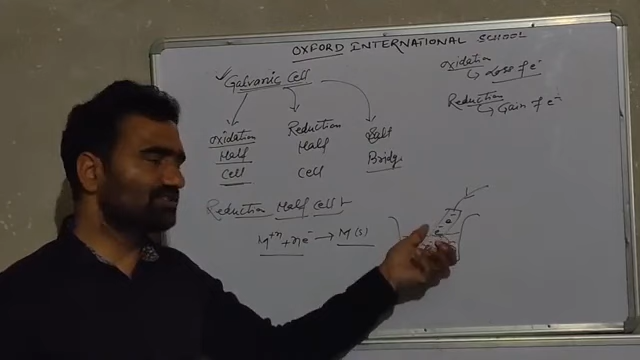 OXFORD INTERNATIONAL SCHOOL
Oxidation
Loss of e⁻
Reduction
Gain of e⁻
Galvanic Cell
Oxidation
Half
Cell
Reduction
Half
Cell
Salt
Bridge
Reduction Half Cell
M⁺ⁿ + ne⁻ → M(s)